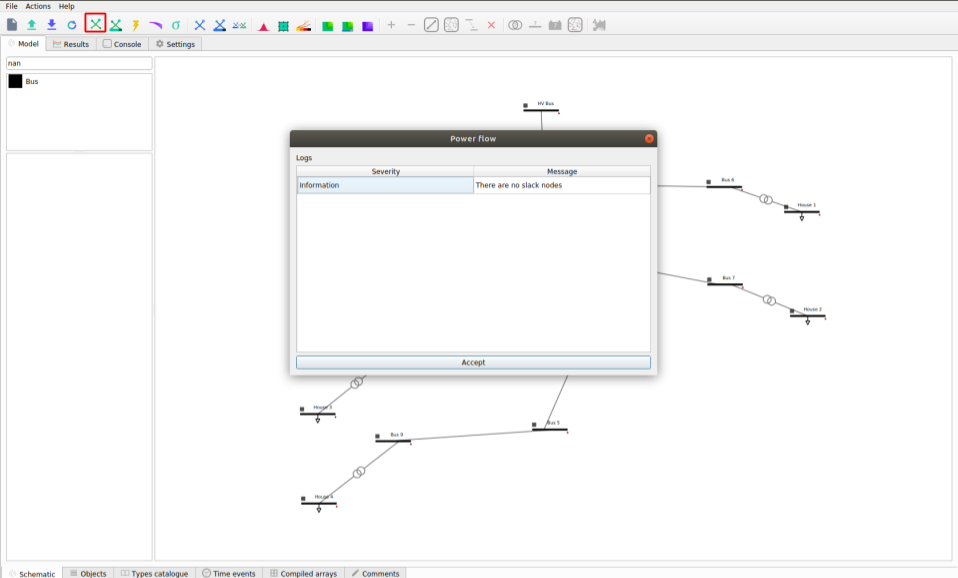 File Actions Help
Model Results Console Settings
nan
Bus
HV Bus
Power flow
Logs
Severity Message
Information There are no slack nodes
Accept
Bus 6
House 1
Bus 7
House 2
House 3
Bus 5
Bus 9
House 4
Schematic Objects Types catalogue Time events Compiled arrays Comments